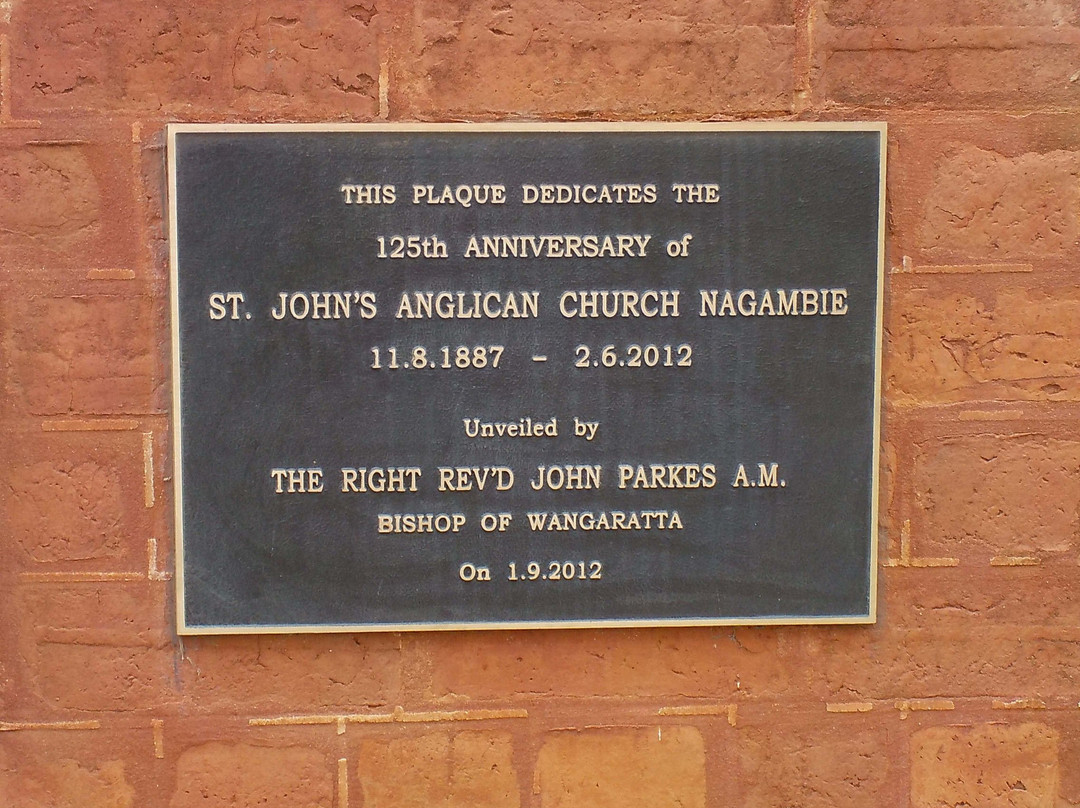 THIS PLAQUE DEDICATES THE
125th ANNIVERSARY of
ST. JOHN'S ANGLICAN CHURCH NAGAMBIE
11.8.1887 - 2.6.2012
Unveiled by
THE RIGHT REV'D JOHN PARKES A.M.
BISHOP OF WANGARATTA
On 1.9.2012